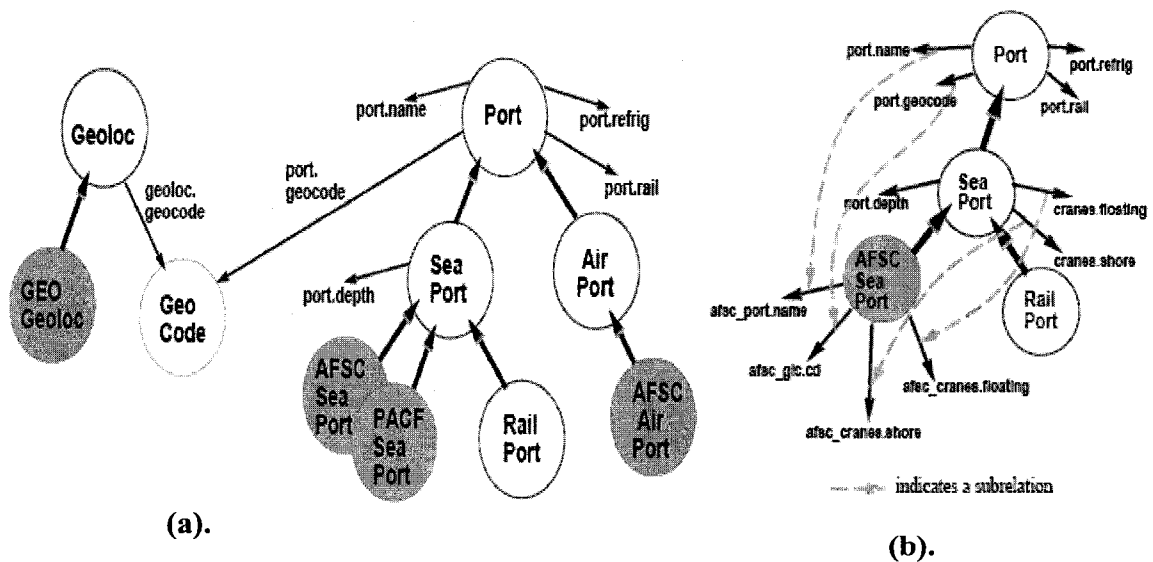 Geoloc
geoloc.
geocode
GEO
Geoloc
Geo
Code
port.
geocode
port.name
Port
port.refrig
port.rail
Sea
Port
port.depth
Air
Port
AFSC
Sea
Port
PACF
Sea
Port
Rail
Port
AFSC
Air
Port
(a).
port.name
Port
port.refrig
port.geocode
port.rail
Sea
Port
port.depth
cranes.floating
cranes.shore
AFSC
Sea
Port
Rail
Port
afsc_port.name
afsc_glc.cd
afsc_cranes.floating
afsc_cranes.shore
indicates a subrelation
(b).